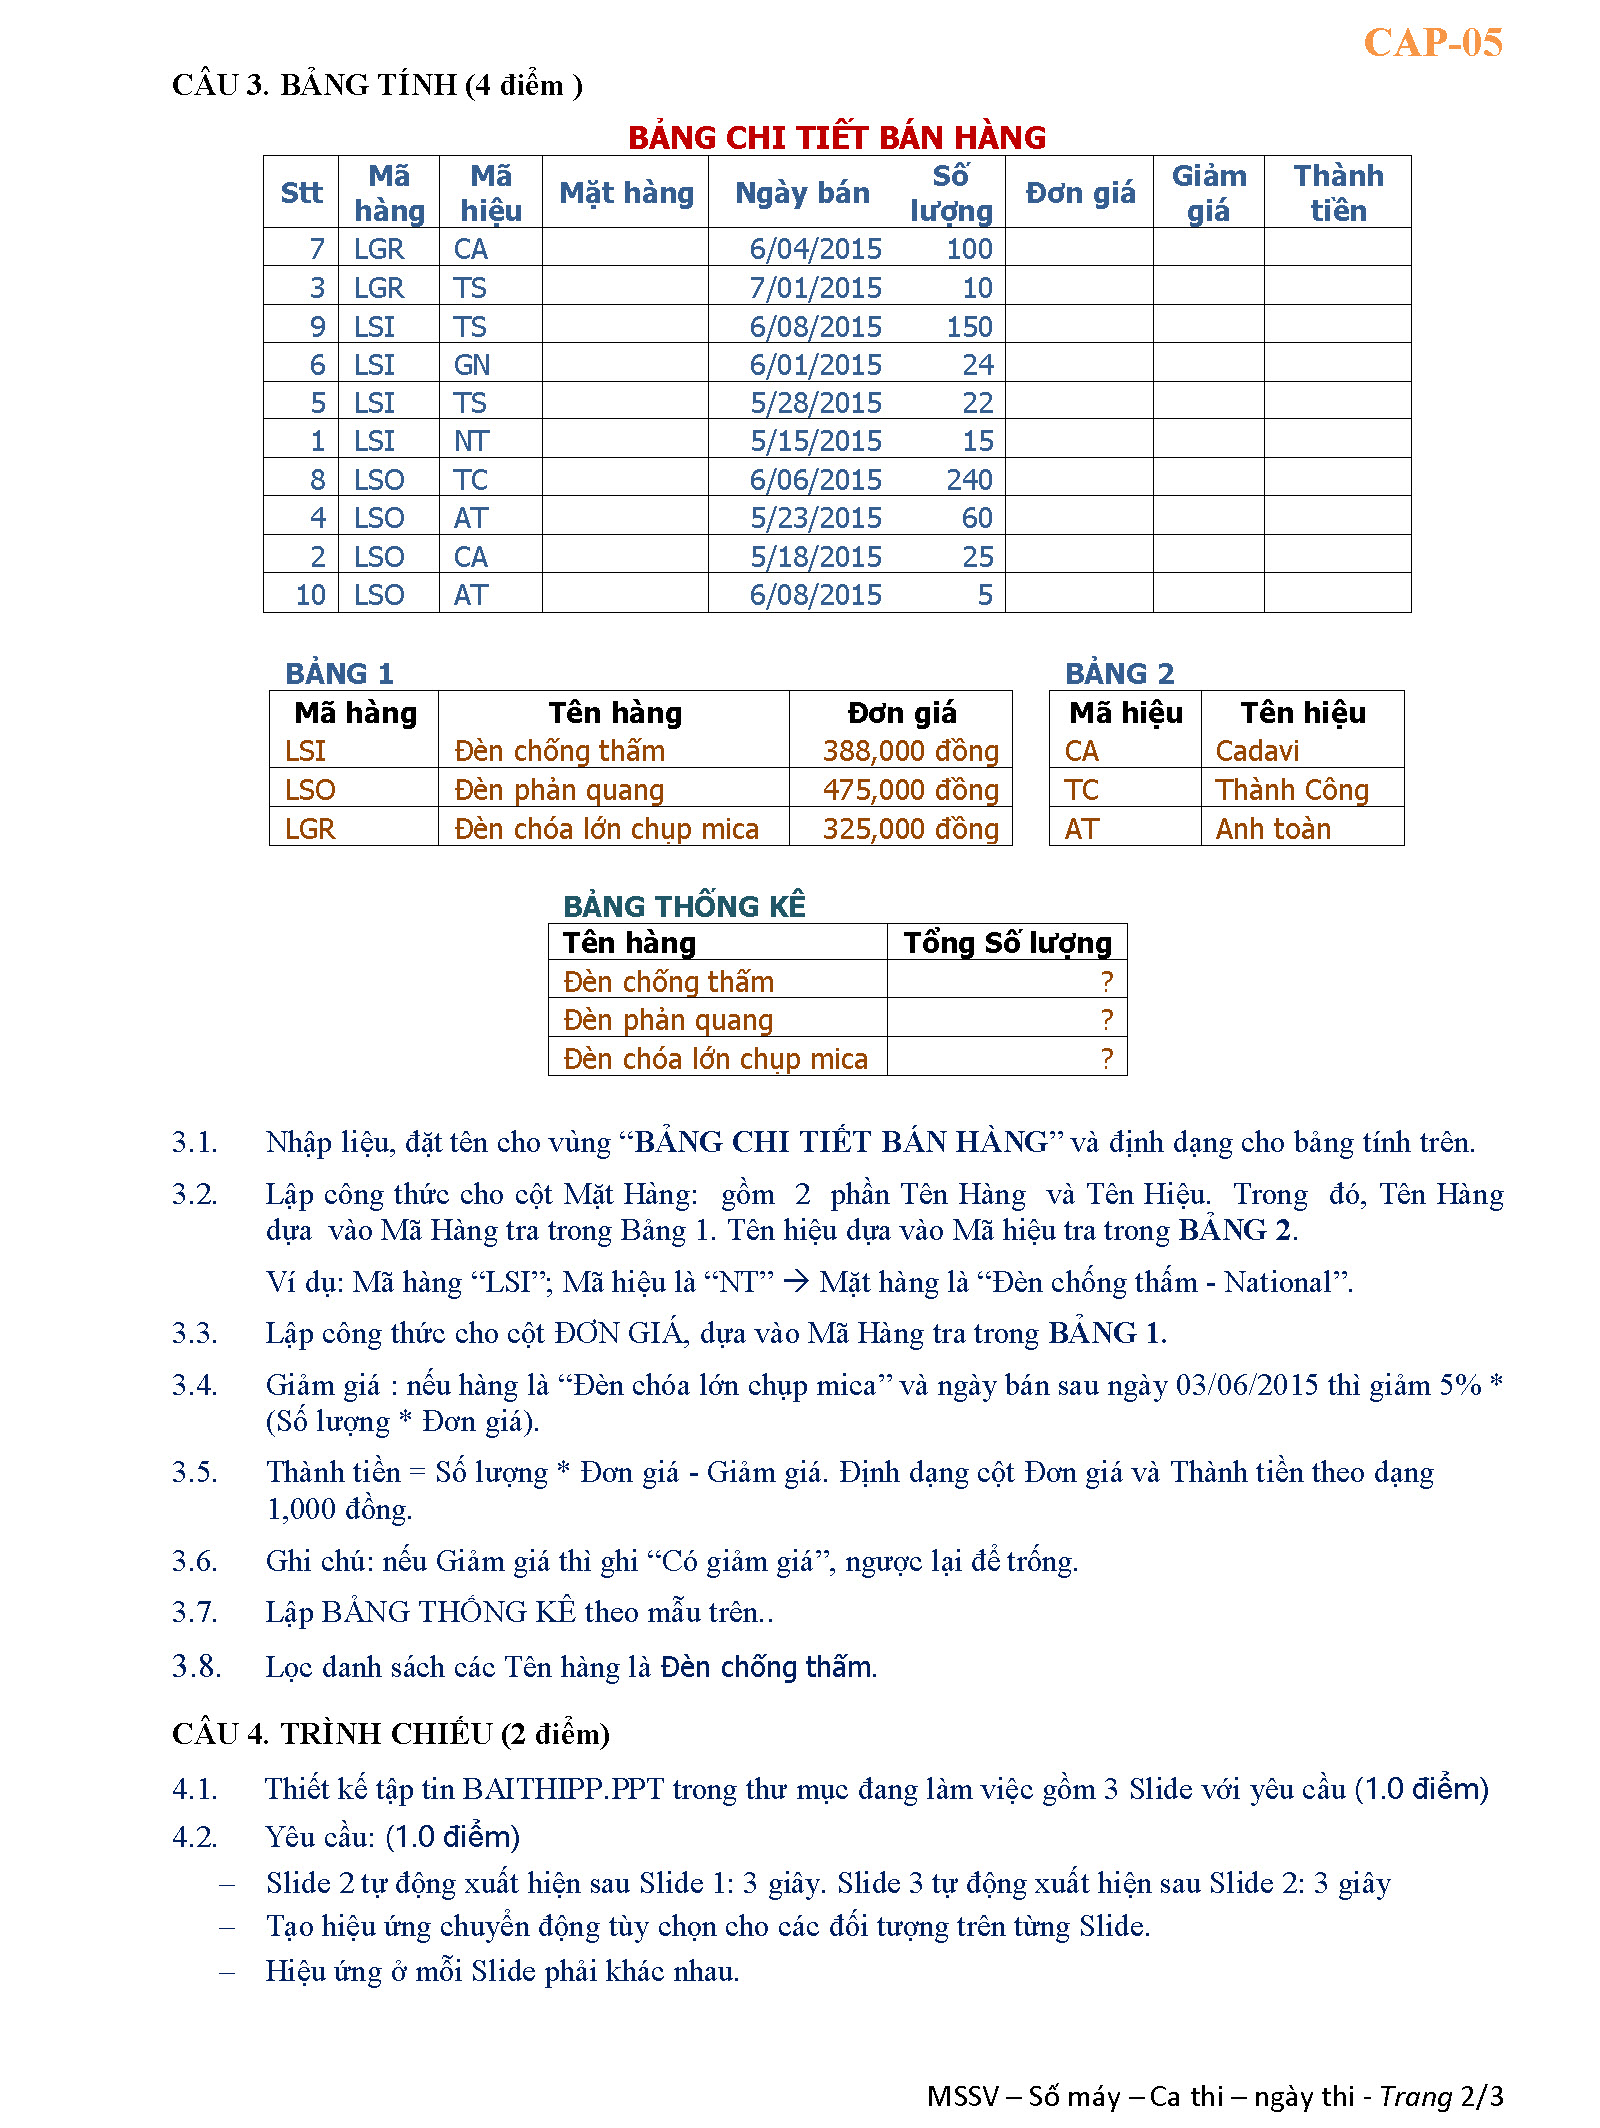 CAP-05
CÂU 3. BẢNG TÍNH (4 điểm )
BẢNG CHI TIẾT BÁN HÀNG
Stt Mã hàng Mã hiệu Mặt hàng Ngày bán Số lượng Đơn giá Giảm giá Thành tiền
7 LGR CA 6/04/2015 100
3 LGR TS 7/01/2015 10
9 LSI TS 6/08/2015 150
6 LSI GN 6/01/2015 24
5 LSI TS 5/28/2015 22
1 LSI NT 5/15/2015 15
8 LSO TC 6/06/2015 240
4 LSO AT 5/23/2015 60
2 LSO CA 5/18/2015 25
10 LSO AT 6/08/2015 5
BẢNG 1
Mã hàng Tên hàng Đơn giá
LSI Đèn chống thấm 388,000 đồng
LSO Đèn phản quang 475,000 đồng
LGR Đèn chóa lớn chụp mica 325,000 đồng
BẢNG 2
Mã hiệu Tên hiệu
CA Cadavi
TC Thành Công
AT Anh toàn
BẢNG THỐNG KÊ
Tên hàng Tổng Số lượng
Đèn chống thấm ?
Đèn phản quang ?
Đèn chóa lớn chụp mica ?
3.1. Nhập liệu, đặt tên cho vùng “BẢNG CHI TIẾT BÁN HÀNG” và định dạng cho bảng tính trên.
3.2. Lập công thức cho cột Mặt Hàng: gồm 2 phần Tên Hàng và Tên Hiệu. Trong đó, Tên Hàng
dựa vào Mã Hàng tra trong Bảng 1. Tên hiệu dựa vào Mã hiệu tra trong BẢNG 2.
Ví dụ: Mã hàng “LSI”; Mã hiệu là “NT” → Mặt hàng là “Đèn chống thấm - National”.
3.3. Lập công thức cho cột ĐƠN GIÁ, dựa vào Mã Hàng tra trong BẢNG 1.
3.4. Giảm giá : nếu hàng là “Đèn chóa lớn chụp mica” và ngày bán sau ngày 03/06/2015 thì giảm 5% *
(Số lượng * Đơn giá).
3.5. Thành tiền = Số lượng * Đơn giá - Giảm giá. Định dạng cột Đơn giá và Thành tiền theo dạng
1,000 đồng.
3.6. Ghi chú: nếu Giảm giá thì ghi “Có giảm giá”, ngược lại để trống.
3.7. Lập BẢNG THỐNG KÊ theo mẫu trên..
3.8. Lọc danh sách các Tên hàng là Đèn chống thấm.
CÂU 4. TRÌNH CHIẾU (2 điểm)
4.1. Thiết kế tập tin BAITHIPP.PPT trong thư mục đang làm việc gồm 3 Slide với yêu cầu (1.0 điểm)
4.2. Yêu cầu: (1.0 điểm)
– Slide 2 tự động xuất hiện sau Slide 1: 3 giây. Slide 3 tự động xuất hiện sau Slide 2: 3 giây
– Tạo hiệu ứng chuyển động tùy chọn cho các đối tượng trên từng Slide.
– Hiệu ứng ở mỗi Slide phải khác nhau.
MSSV – Số máy – Ca thi – ngày thi - Trang 2/3